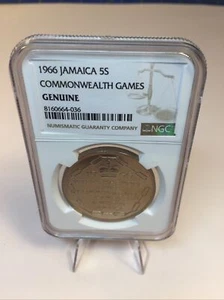 1966 JAMAICA 5S
COMMONWEALTH GAMES
GENUINE
8160664-036
NUMISMATIC GUARANTY COMPANY
NGC